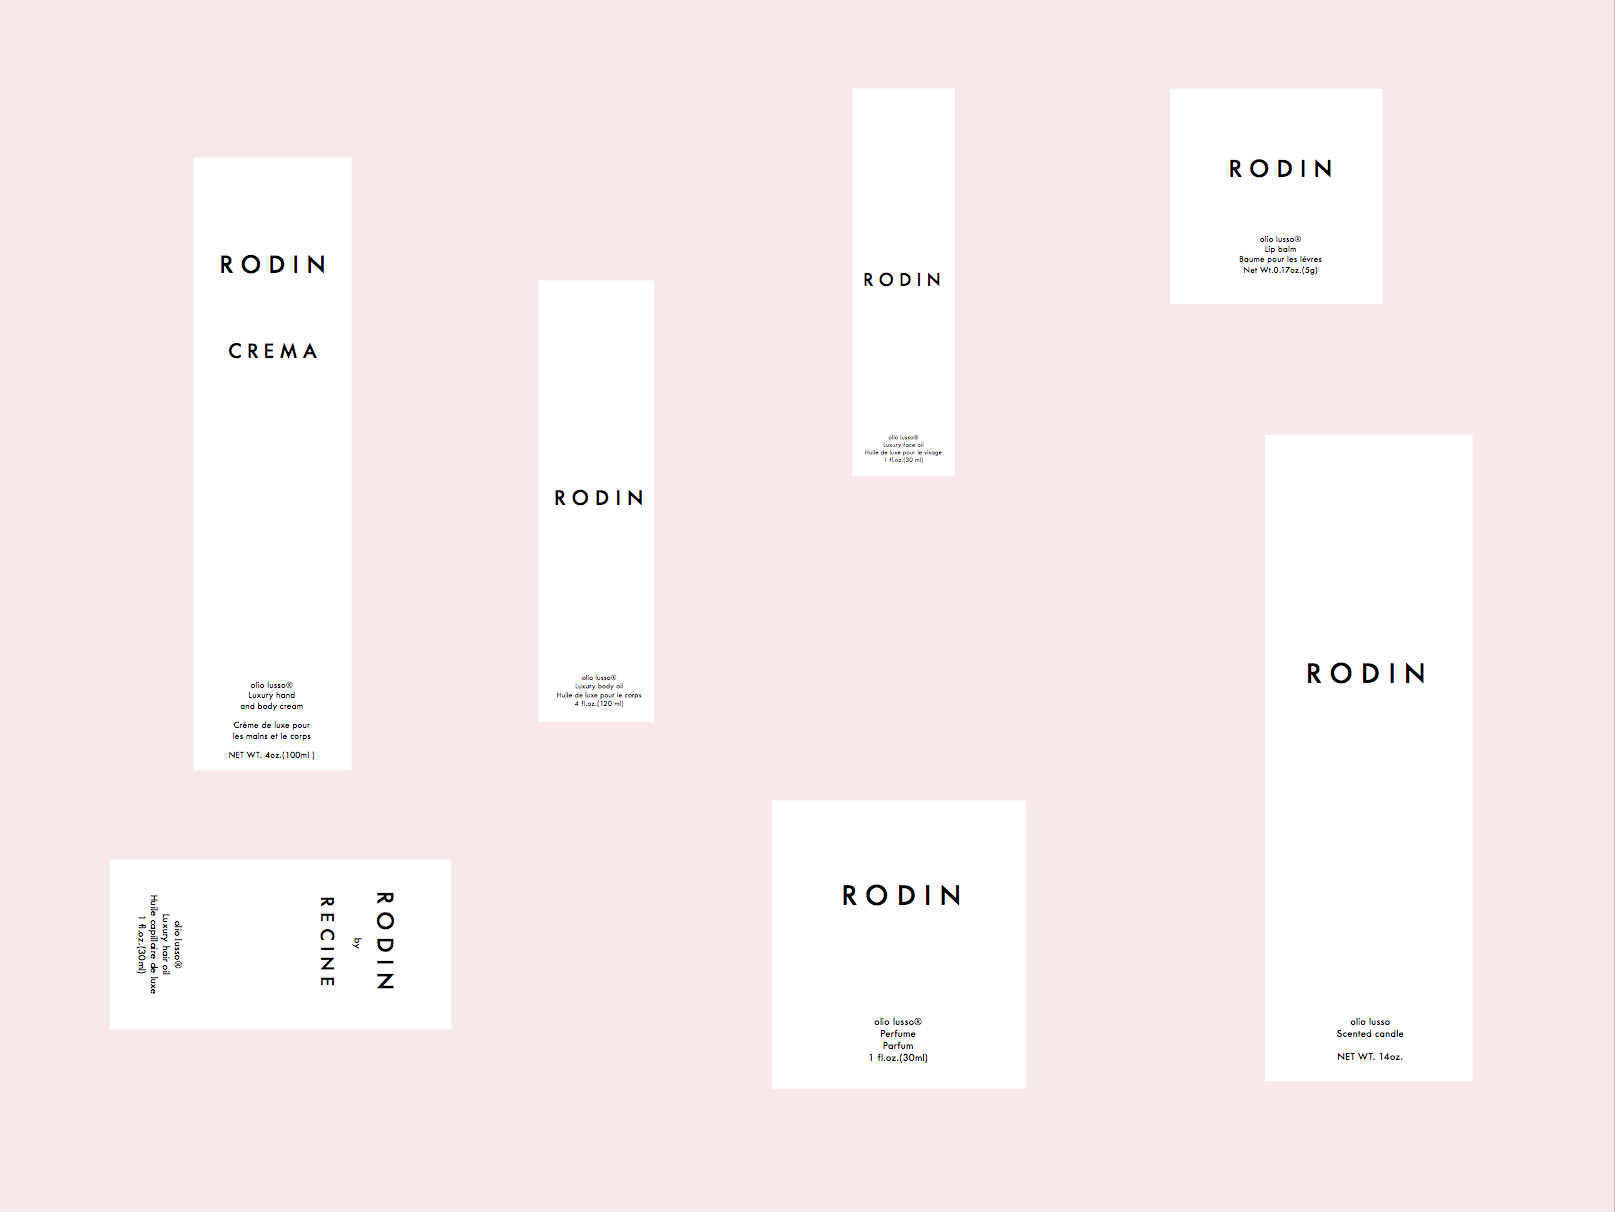 RODIN
CREMA
olio lusso®
Luxury hand
and body cream
Créme de luxe pour
les mains et le corps
NET WT. 4oz.(100ml )
RODIN
olio lusso®
Luxury body oil
Huile de luxe pour le corps
4 fl.oz.(120 ml)
RODIN
olio lusso®
Luxury face oil
Huile de luxe pour le visage
1 fl.oz.(30 ml)
RODIN
olio lusso®
Lip balm
Baume pour les lévres
Net Wt.0.17oz.(5g)
RODIN
by
RECINE
olio lusso®
Luxury hair oil
Huile capillaire de luxe
1 fl.oz.(30ml)
RODIN
olio lusso®
Perfume
Parfum
1 fl.oz.(30ml)
RODIN
olio lusso
Scented candle
NET WT. 14oz.